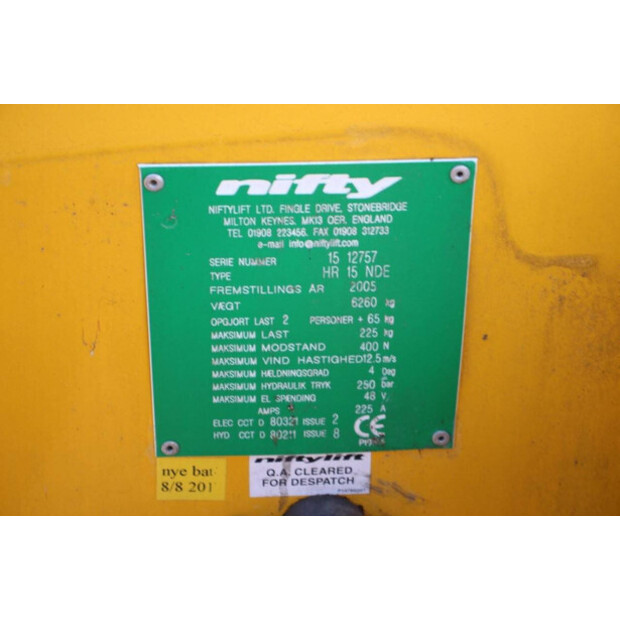 nifty
NIFTYLIFT LTD. FINGLE DRIVE, STONEBRIDGE
MILTON KEYNES. MK13 OER, ENGLAND
TEL 01908 223456, FAX 01908 312733
e-mail info@niftylift.com
SERIE NUMMER 15 12757
TYPE HR 15 NDE
FREMSTILLINGS ÅR 2005
VÆGT 6260 kg
OPGJORT LAST 2 PERSONER + 65 kg
MAKSIMUM LAST 225 kg
MAKSIMUM MODSTAND 400 N
MAKSIMUM VIND HASTIGHED 12.5 m/s
MAKSIMUM HÆLDNINGSGRAD 4 Deg
MAKSIMUM HYDRAULIK TRYK 250 bar
MAKSIMUM EL SPENDING 48 V
AMPS 225 A
ELEC CCT D 80321 ISSUE 2
HYD CCT D 80211 ISSUE 8
CE
niftylift
Q.A. CLEARED
FOR DESPATCH
nye bat
8/8 201